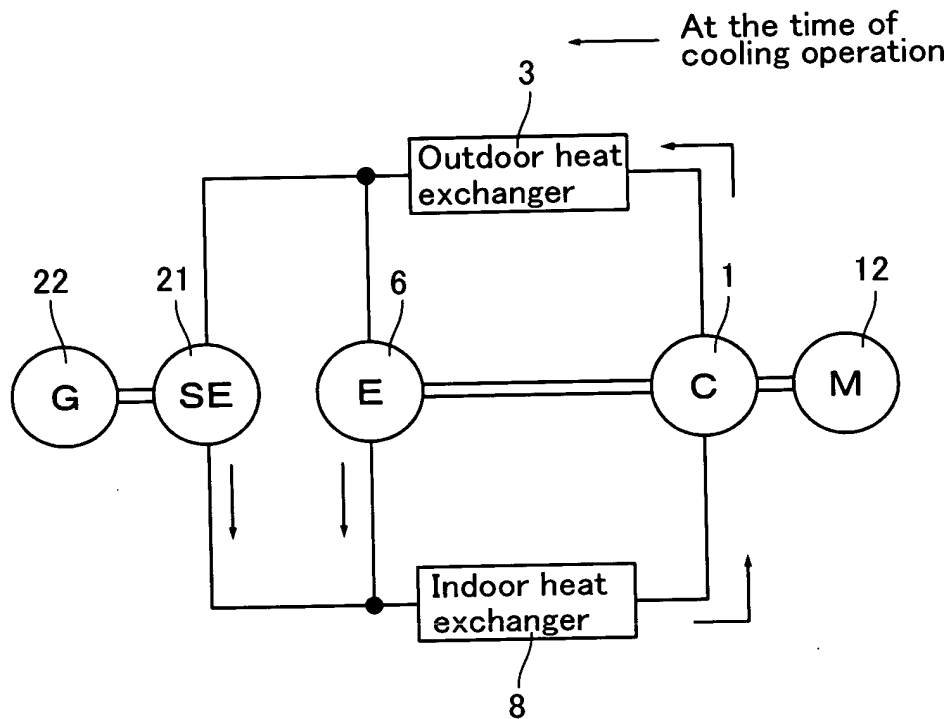 At the time of
cooling operation
3
Outdoor heat
exchanger
22
21
6
1
12
G
SE
E
C
M
Indoor heat
exchanger
8